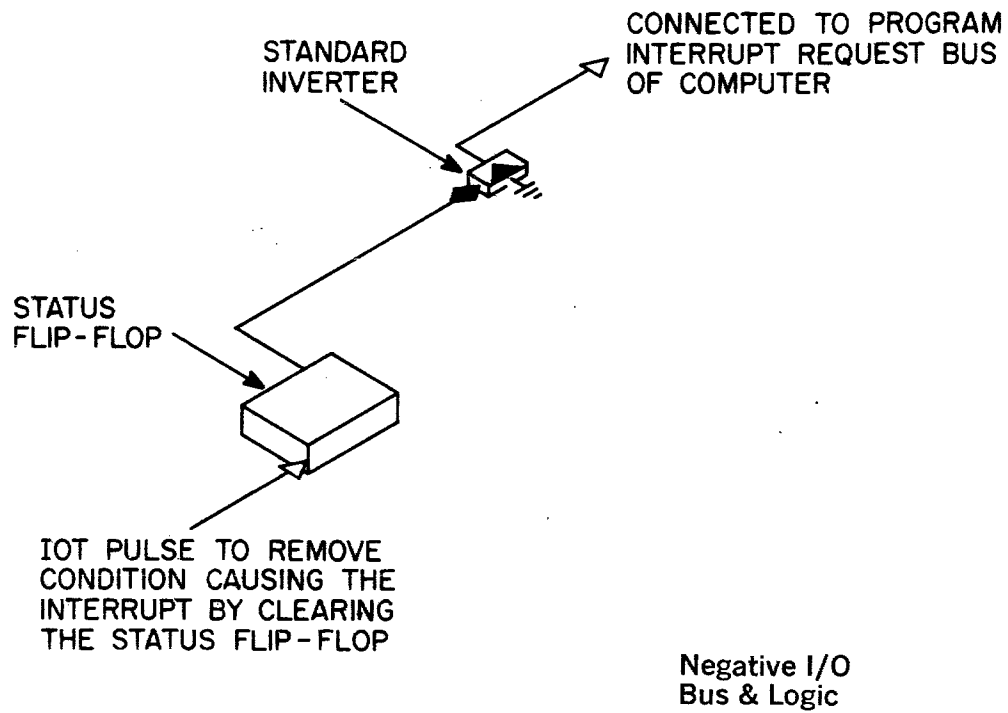 CONNECTED TO PROGRAM
INTERRUPT REQUEST BUS
OF COMPUTER
STANDARD
INVERTER
STATUS
FLIP-FLOP
IOT PULSE TO REMOVE
CONDITION CAUSING THE
INTERRUPT BY CLEARING
THE STATUS FLIP-FLOP
Negative I/O
Bus & Logic